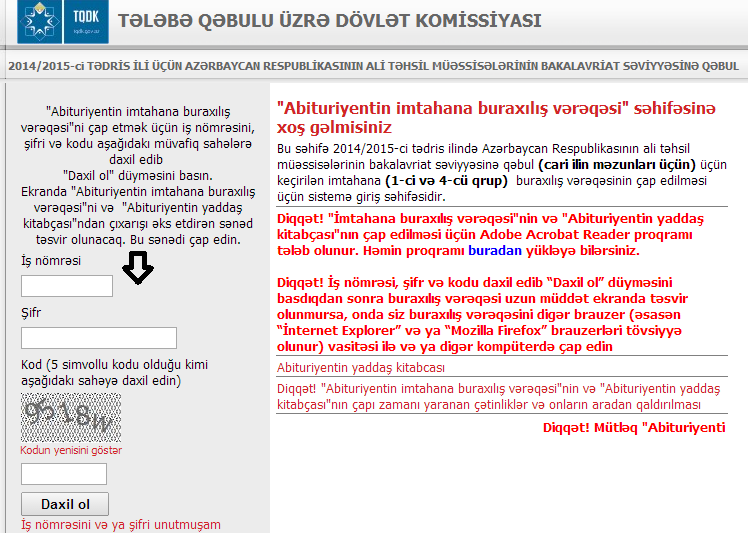 TQDK
tqdk.gov.az
TƏLƏBƏ QƏBULU ÜZRƏ DÖVLƏT KOMİSSİYASI
2014/2015-ci TƏDRİS İLİ ÜÇÜN AZƏRBAYCAN RESPUBLİKASININ ALİ TƏHSİL MÜƏSSİSƏLƏRİNİN BAKALAVRİAT SƏVİYYƏSİNƏ QƏBUL
"Abituriyentin imtahana buraxılış
vərəqəsi"ni çap etmək üçün iş nömrəsini,
şifri və kodu aşağıdakı müvafiq sahələrə
daxil edib
"Daxil ol" düyməsini basın.
Ekranda "Abituriyentin imtahana buraxılış
vərəqəsi"ni və "Abituriyentin yaddaş
kitabçası"ndan çıxarışı əks etdirən sənəd
təsvir olunacaq. Bu sənədi çap edin.
İş nömrəsi
Şifr
Kod (5 simvollu kodu olduğu kimi
aşağıdakı sahəyə daxil edin)
9518W
Kodun yenisini göstər
Daxil ol
İş nömrəsini və ya şifri unutmuşam
"Abituriyentin imtahana buraxılış vərəqəsi" səhifəsinə
xoş gəlmisiniz
Bu səhifə 2014/2015-ci tədris ilində Azərbaycan Respublikasının ali təhsil
müəssisələrinin bakalavriat səviyyəsinə qəbul (cari ilin məzunları üçün) üçün
keçirilən imtahana (1-ci və 4-cü qrup) buraxılış vərəqəsinin çap edilməsi
üçün sistemə giriş səhifəsidir.
Diqqət! "İmtahana buraxılış vərəqəsi"nin və "Abituriyentin yaddaş
kitabçası"nın çap edilməsi üçün Adobe Acrobat Reader proqramı
tələb olunur. Həmin proqramı buradan yükləyə bilərsiniz.
Diqqət! İş nömrəsi, şifr və kodu daxil edib “Daxil ol” düyməsini
basdıqdan sonra buraxılış vərəqəsi uzun müddət ekranda təsvir
olunmursa, onda siz buraxılış vərəqəsini digər brauzer (əsasən
“İnternet Explorer” və ya “Mozilla Firefox” brauzerləri tövsiyyə
olunur) vasitəsi ilə və ya digər kompüterdə çap edin
Abituriyentin yaddaş kitabcası
Diqqət! "Abituriyentin imtahana buraxılış vərəqəsi"nin və "Abituriyentin yaddaş
kitabçası"nın çapı zamanı yaranan çətinliklər və onların aradan qaldırılması
Diqqət! Mütləq "Abituriyenti